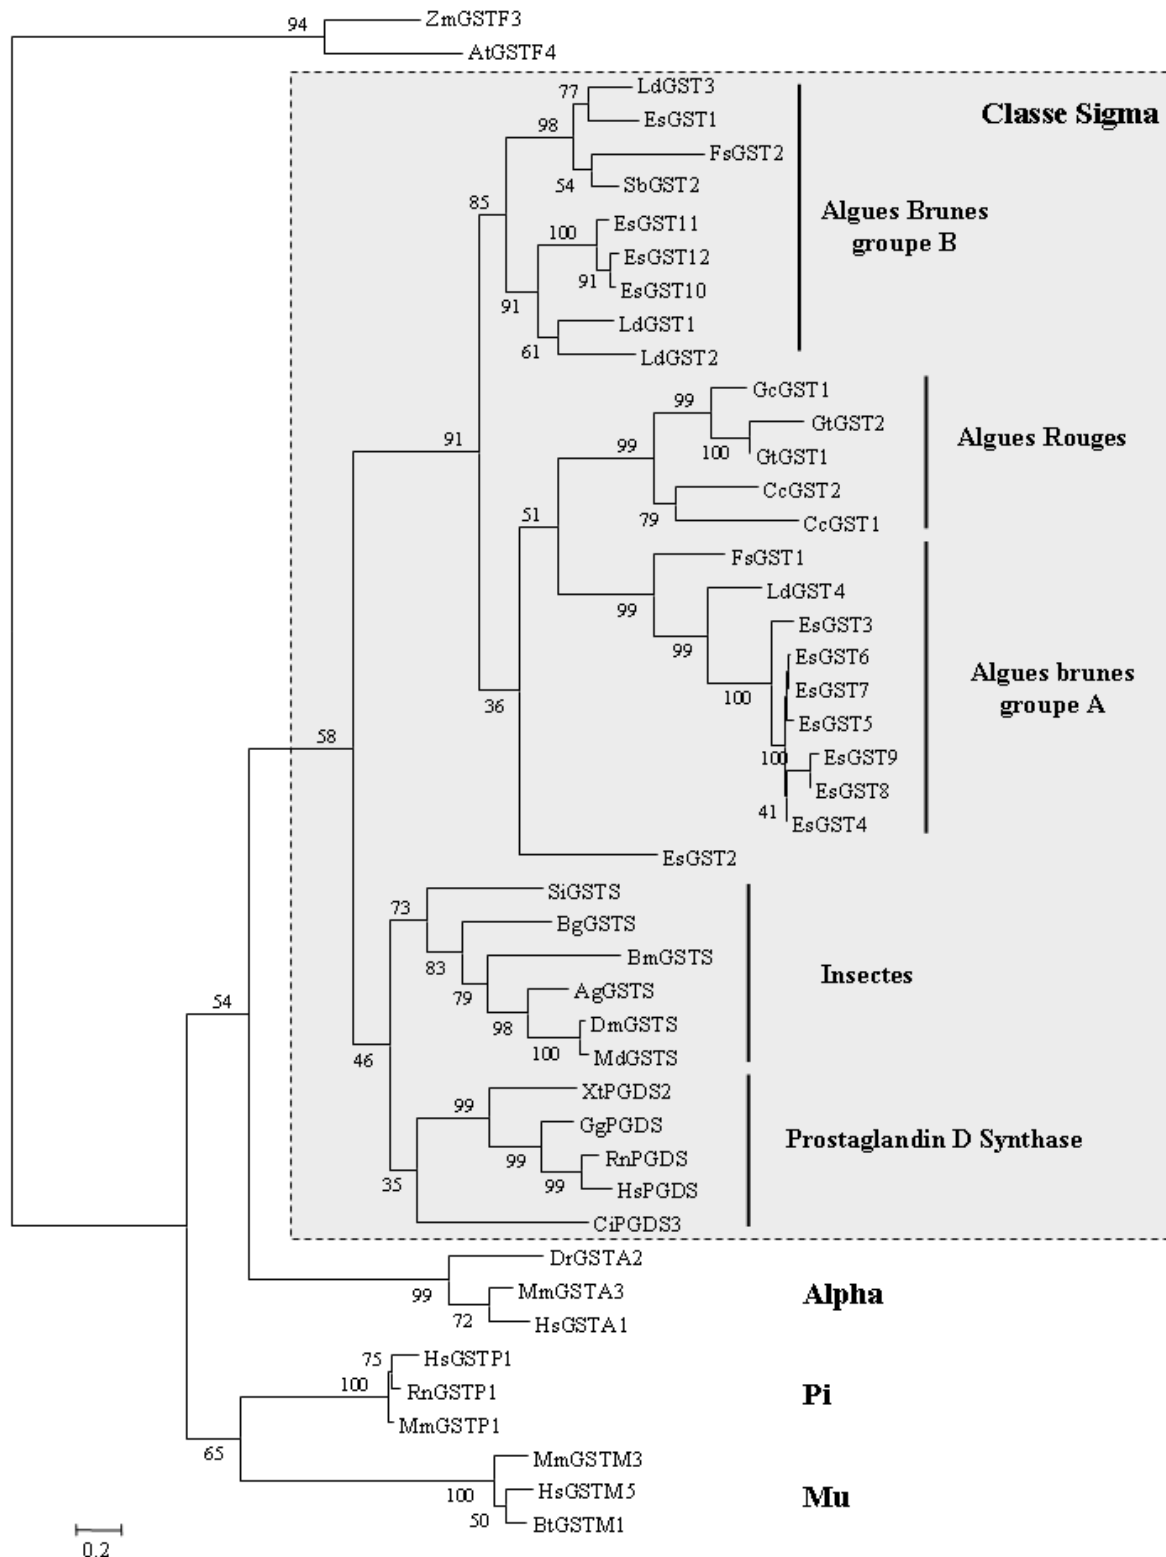 ZmGSTF3
94
AtGSTF4
LdGST3
77
Classe Sigma
EsGST1
98
FsGST2
54
SbGST2
85
Algues Brunes
groupe B
EsGST11
100
EsGST12
91
EsGST10
91
LdGST1
61
LdGST2
GcGST1
99
GtGST2
Algues Rouges
91
99
100
GtGST1
CcGST2
51
79
CcGST1
FsGST1
LdGST4
99
EsGST3
99
EsGST6
Algues brunes
groupe A
100
EsGST7
36
EsGST5
58
100
EsGST9
EsGST8
41
EsGST4
EsGST2
SiGSTS
73
BgGSTS
83
BmGSTS
Insectes
79
AgGSTS
54
98
DmGSTS
100
MdGSTS
46
XtPGDS2
99
GgPGDS
Prostaglandin D Synthase
99
RnPGDS
99
HsPGDS
35
CiPGDS3
DrGSTA2
99
MmGSTA3
Alpha
72
HsGSTA1
75
HsGSTP1
100
RnGSTP1
Pi
MmGSTP1
65
MmGSTM3
100
HsGSTM5
Mu
50
BtGSTM1
0.2